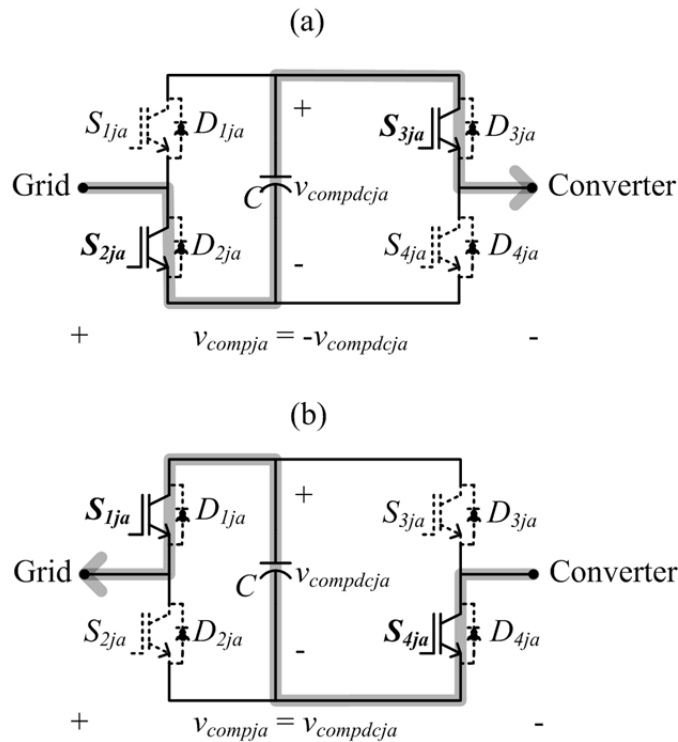 (a)
S1ja D1ja S3ja D3ja
+
Grid C vcompdcja Converter
S2ja D2ja S4ja D4ja
-
+ vcompja = -vcompdcja -
(b)
S1ja D1ja S3ja D3ja
+
Grid C vcompdcja Converter
S2ja D2ja S4ja D4ja
-
+ vcompja = vcompdcja -